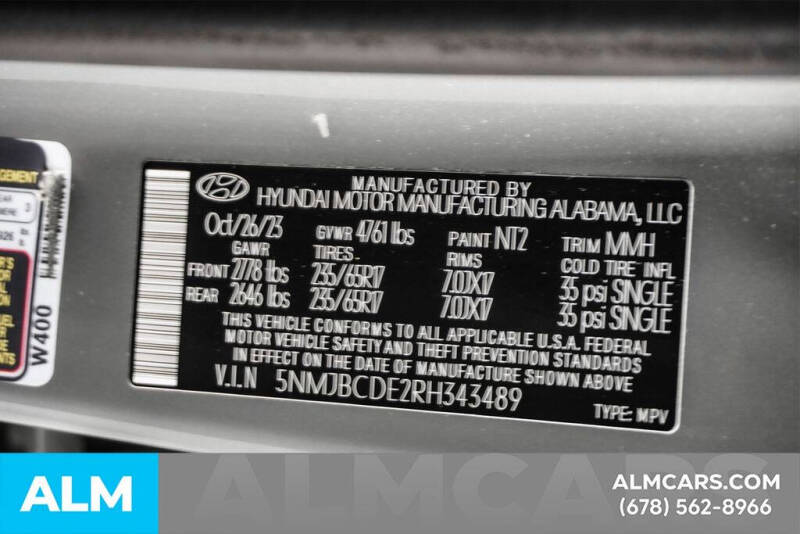 1
MANUFACTURED BY
HYUNDAI MOTOR MANUFACTURING ALABAMA, LLC
Oct/26/23 GVWR 4761 lbs PAINT NT2 TRIM MMH
GAWR TIRES RIMS COLD TIRE INFL
FRONT 2778 lbs 235/65R17 7.0JX17 35 psi SINGLE
REAR 2646 lbs 235/65R17 7.0JX17 35 psi SINGLE
THIS VEHICLE CONFORMS TO ALL APPLICABLE U.S.A. FEDERAL
MOTOR VEHICLE SAFETY AND THEFT PREVENTION STANDARDS
IN EFFECT ON THE DATE OF MANUFACTURE SHOWN ABOVE
V.I.N 5NMJBCDE2RH343489
TYPE: MPV
W400
ALM
ALMCARS
ALMCARS.COM
(678) 562-8966